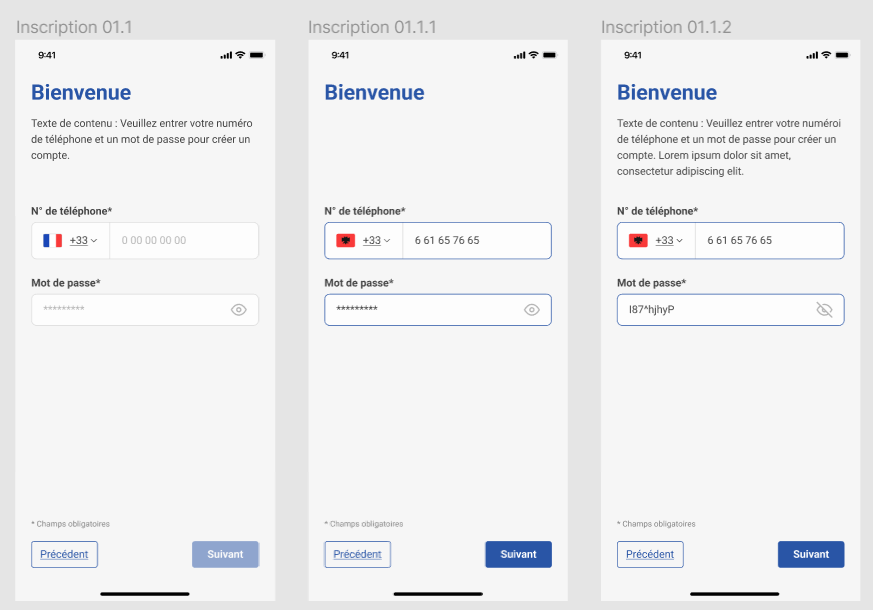 Inscription 01.1
9:41
Bienvenue
Texte de contenu : Veuillez entrer votre numéro
de téléphone et un mot de passe pour créer un
compte.
N° de téléphone*
+33
0 00 00 00 00
Mot de passe*
*********
* Champs obligatoires
Précédent
Suivant
Inscription 01.1.1
9:41
Bienvenue
N° de téléphone*
+33
6 61 65 76 65
Mot de passe*
*********
* Champs obligatoires
Précédent
Suivant
Inscription 01.1.2
9:41
Bienvenue
Texte de contenu : Veuillez entrer votre numéroi
de téléphone et un mot de passe pour créer un
compte. Lorem ipsum dolor sit amet,
consectetur adipiscing elit.
N° de téléphone*
+33
6 61 65 76 65
Mot de passe*
I87^hjhyP
* Champs obligatoires
Précédent
Suivant